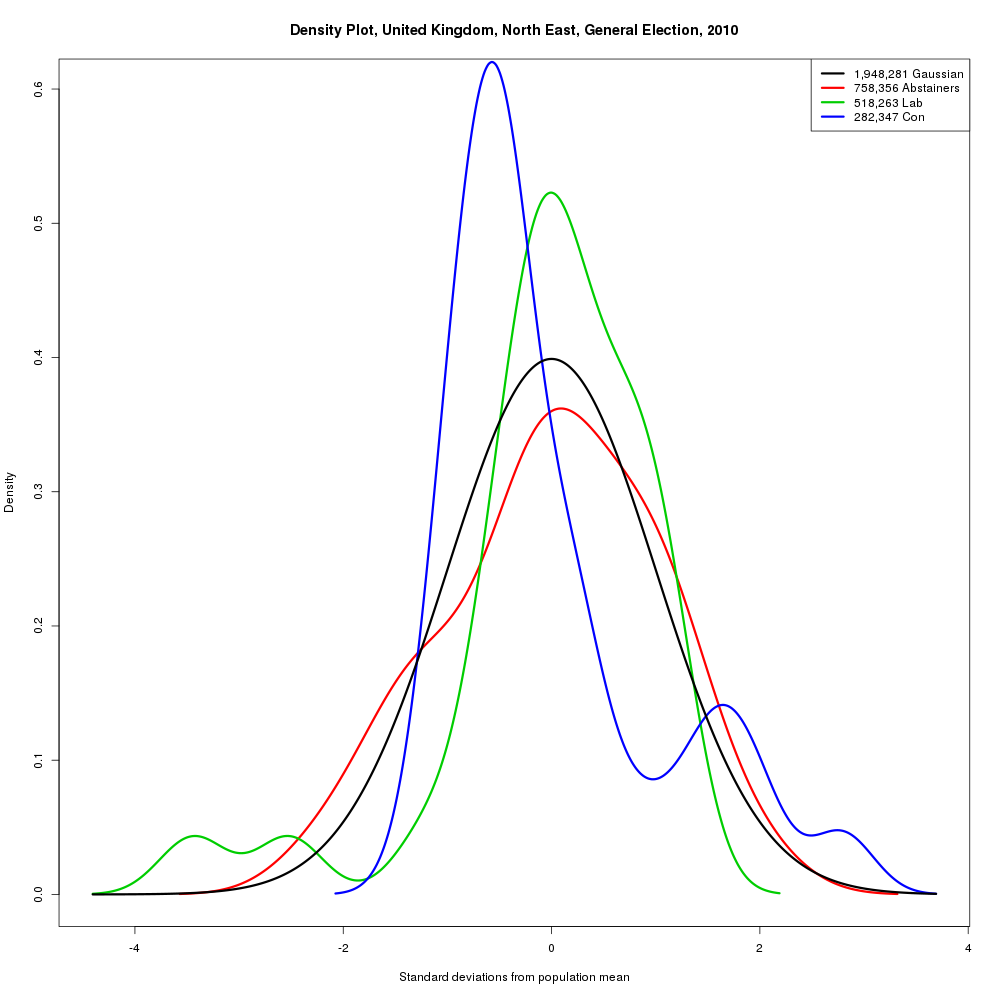 Density Plot, United Kingdom, North East, General Election, 2010
1,948,281 Gaussian
758,356 Abstainers
518,263 Lab
282,347 Con
Density
0.6
0.5
0.4
0.3
0.2
0.1
0.0
-4 -2 0 2 4
Standard deviations from population mean